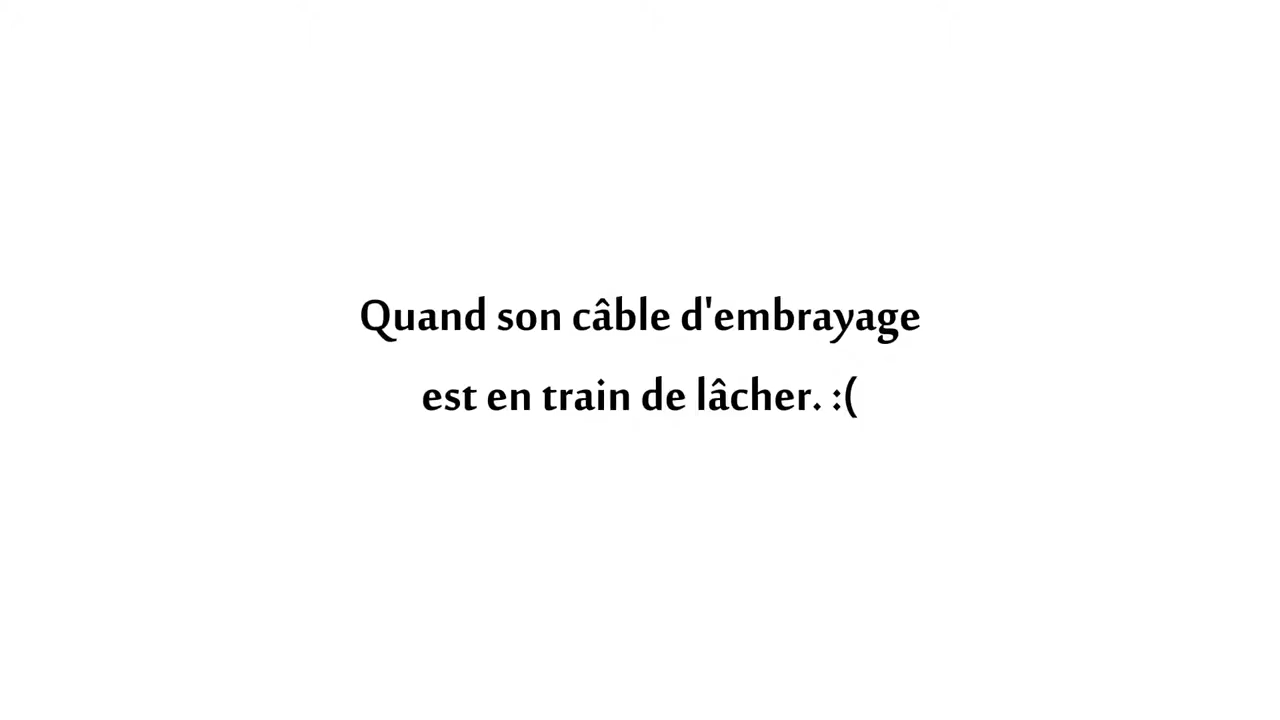 Quand son câble d'embrayage
est en train de lâcher. :(